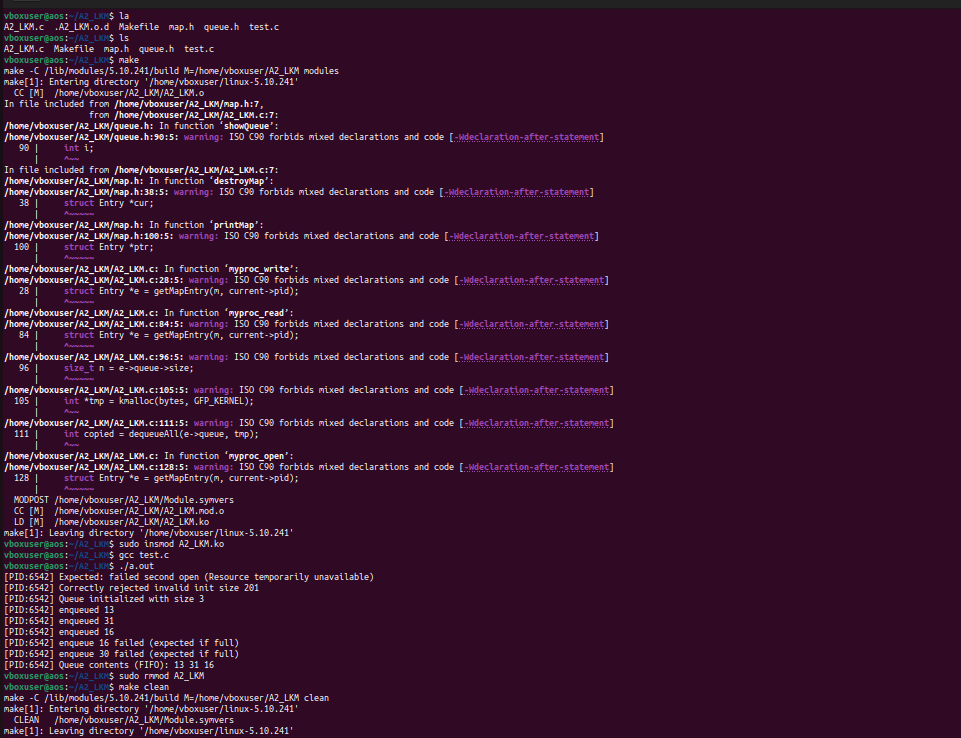 vboxuser@aos:~/A2_LKM$ la
A2_LKM.c  .A2_LKM.o.d  Makefile  map.h  queue.h  test.c
vboxuser@aos:~/A2_LKM$ ls
A2_LKM.c  Makefile  map.h  queue.h  test.c
vboxuser@aos:~/A2_LKM$ make
make -C /lib/modules/5.10.241/build M=/home/vboxuser/A2_LKM modules
make[1]: Entering directory '/home/vboxuser/linux-5.10.241'
  CC [M]  /home/vboxuser/A2_LKM/A2_LKM.o
In file included from /home/vboxuser/A2_LKM/map.h:7,
                 from /home/vboxuser/A2_LKM/A2_LKM.c:7:
/home/vboxuser/A2_LKM/queue.h: In function ‘showQueue’:
/home/vboxuser/A2_LKM/queue.h:90:5: warning: ISO C90 forbids mixed declarations and code [-Wdeclaration-after-statement]
   90 |     int i;
      |     ^~~
In file included from /home/vboxuser/A2_LKM/A2_LKM.c:7:
/home/vboxuser/A2_LKM/map.h: In function ‘destroyMap’:
/home/vboxuser/A2_LKM/map.h:38:5: warning: ISO C90 forbids mixed declarations and code [-Wdeclaration-after-statement]
   38 |     struct Entry *cur;
      |     ^~~~~~
/home/vboxuser/A2_LKM/map.h: In function ‘printMap’:
/home/vboxuser/A2_LKM/map.h:100:5: warning: ISO C90 forbids mixed declarations and code [-Wdeclaration-after-statement]
  100 |     struct Entry *ptr;
      |     ^~~~~~
/home/vboxuser/A2_LKM/A2_LKM.c: In function ‘myproc_write’:
/home/vboxuser/A2_LKM/A2_LKM.c:28:5: warning: ISO C90 forbids mixed declarations and code [-Wdeclaration-after-statement]
   28 |     struct Entry *e = getMapEntry(m, current->pid);
      |     ^~~~~~
/home/vboxuser/A2_LKM/A2_LKM.c: In function ‘myproc_read’:
/home/vboxuser/A2_LKM/A2_LKM.c:84:5: warning: ISO C90 forbids mixed declarations and code [-Wdeclaration-after-statement]
   84 |     struct Entry *e = getMapEntry(m, current->pid);
      |     ^~~~~~
/home/vboxuser/A2_LKM/A2_LKM.c:96:5: warning: ISO C90 forbids mixed declarations and code [-Wdeclaration-after-statement]
   96 |     size_t n = e->queue->size;
      |     ^~~~~~
/home/vboxuser/A2_LKM/A2_LKM.c:105:5: warning: ISO C90 forbids mixed declarations and code [-Wdeclaration-after-statement]
  105 |     int *tmp = kmalloc(bytes, GFP_KERNEL);
      |     ^~~
/home/vboxuser/A2_LKM/A2_LKM.c:111:5: warning: ISO C90 forbids mixed declarations and code [-Wdeclaration-after-statement]
  111 |     int copied = dequeueAll(e->queue, tmp);
      |     ^~~
/home/vboxuser/A2_LKM/A2_LKM.c: In function ‘myproc_open’:
/home/vboxuser/A2_LKM/A2_LKM.c:128:5: warning: ISO C90 forbids mixed declarations and code [-Wdeclaration-after-statement]
  128 |     struct Entry *e = getMapEntry(m, current->pid);
      |     ^~~~~~
  MODPOST /home/vboxuser/A2_LKM/Module.symvers
  CC [M]  /home/vboxuser/A2_LKM/A2_LKM.mod.o
  LD [M]  /home/vboxuser/A2_LKM/A2_LKM.ko
make[1]: Leaving directory '/home/vboxuser/linux-5.10.241'
vboxuser@aos:~/A2_LKM$ sudo insmod A2_LKM.ko
vboxuser@aos:~/A2_LKM$ gcc test.c
vboxuser@aos:~/A2_LKM$ ./a.out
[PID:6542] Expected: failed second open (Resource temporarily unavailable)
[PID:6542] Correctly rejected invalid init size 201
[PID:6542] Queue initialized with size 3
[PID:6542] enqueued 13
[PID:6542] enqueued 31
[PID:6542] enqueued 16
[PID:6542] enqueue 16 failed (expected if full)
[PID:6542] enqueue 30 failed (expected if full)
[PID:6542] Queue contents (FIFO): 13 31 16
vboxuser@aos:~/A2_LKM$ sudo rmmod A2_LKM
vboxuser@aos:~/A2_LKM$ make clean
make -C /lib/modules/5.10.241/build M=/home/vboxuser/A2_LKM clean
make[1]: Entering directory '/home/vboxuser/linux-5.10.241'
  CLEAN   /home/vboxuser/A2_LKM/Module.symvers
make[1]: Leaving directory '/home/vboxuser/linux-5.10.241'